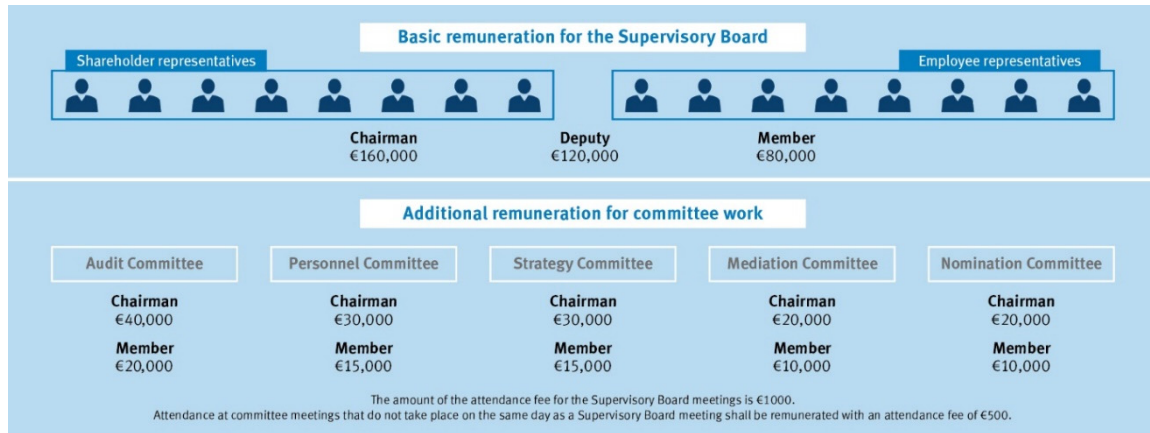 Basic remuneration for the Supervisory Board
Shareholder representatives
Employee representatives
Chairman
€160,000
Deputy
€120,000
Member
€80,000
Additional remuneration for committee work
Audit Committee
Personnel Committee
Strategy Committee
Mediation Committee
Nomination Committee
Chairman
€40,000
Chairman
€30,000
Chairman
€30,000
Chairman
€20,000
Chairman
€20,000
Member
€20,000
Member
€15,000
Member
€15,000
Member
€10,000
Member
€10,000
The amount of the attendance fee for the Supervisory Board meetings is €1000.
Attendance at committee meetings that do not take place on the same day as a Supervisory Board meeting shall be remunerated with an attendance fee of €500.